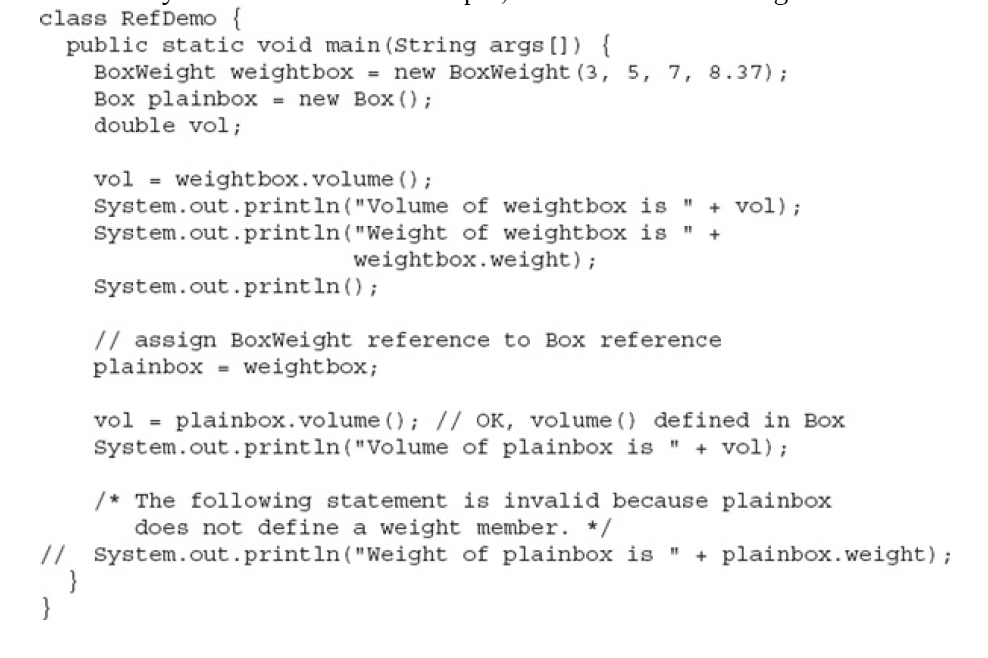 class RefDemo {
  public static void main(String args[]) {
    BoxWeight weightbox = new BoxWeight(3, 5, 7, 8.37);
    Box plainbox = new Box();
    double vol;

    vol = weightbox.volume();
    System.out.println("Volume of weightbox is " + vol);
    System.out.println("Weight of weightbox is " +
                       weightbox.weight);
    System.out.println();

    // assign BoxWeight reference to Box reference
    plainbox = weightbox;

    vol = plainbox.volume(); // OK, volume() defined in Box
    System.out.println("Volume of plainbox is " + vol);

    /* The following statement is invalid because plainbox
       does not define a weight member. */
//  System.out.println("Weight of plainbox is " + plainbox.weight);
  }
}